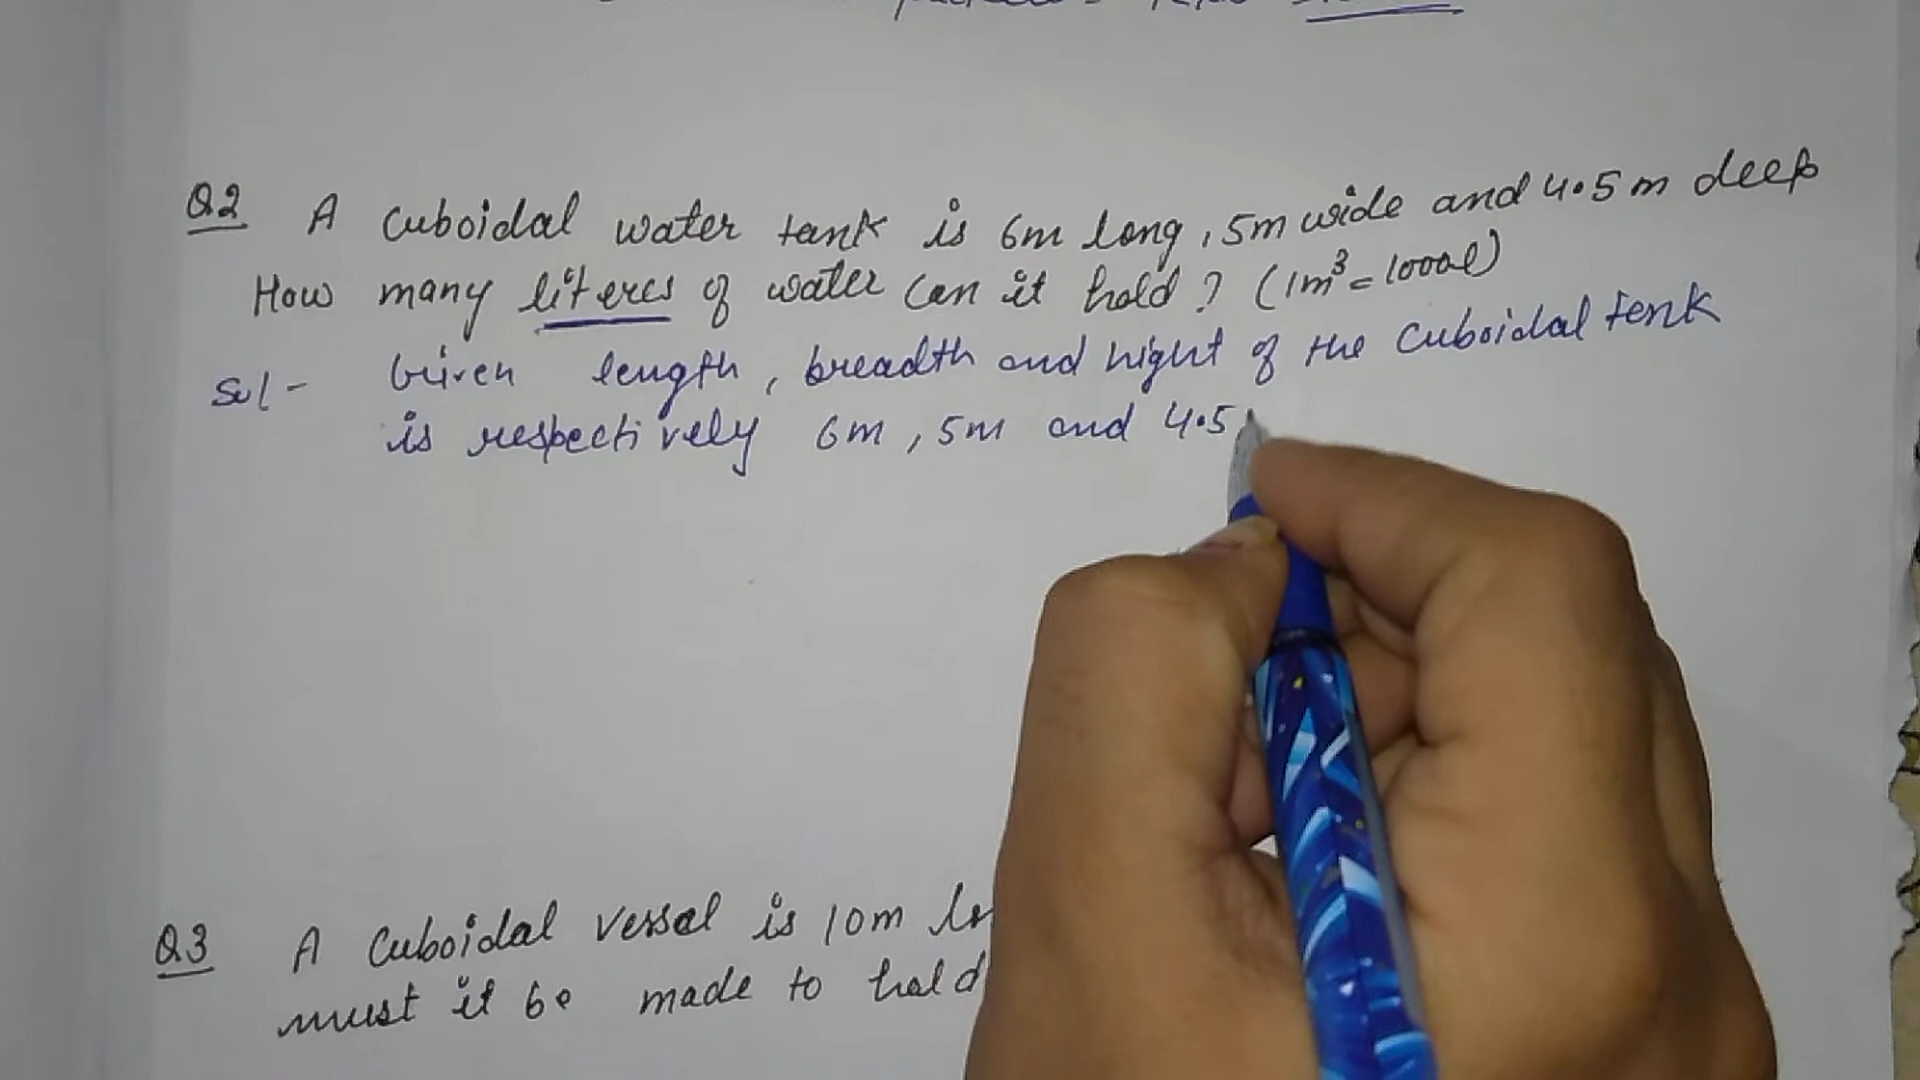 Q2 A cuboidal water tank is 6m long, 5m wide and 4.5m deep
How many literes of water can it hold? (1m³ = 1000l)
Sol - Given length, breadth and hight of the cuboidal tenk
is respectively 6m, 5m and 4.5
Q3 A Cuboidal vessel is 10m
must it be made to hold